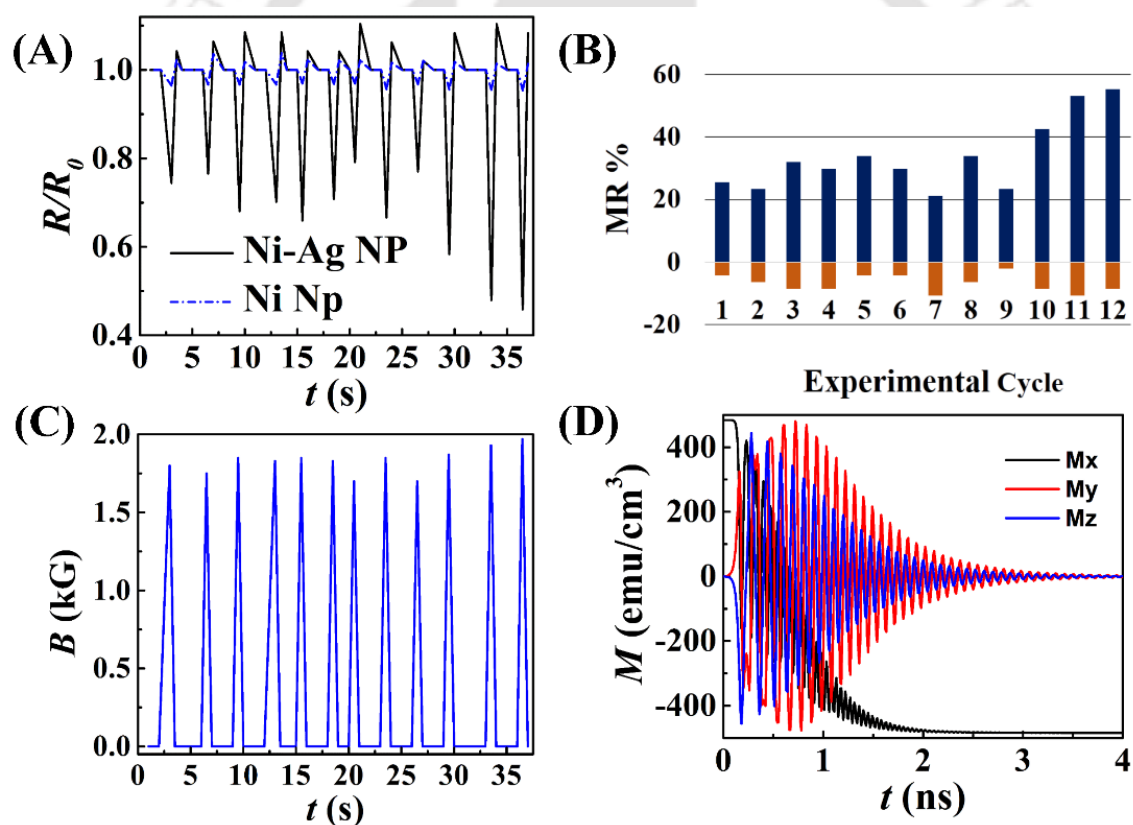 (A)
R/R0
1.0
0.8
0.6
0.4
Ni-Ag NP
Ni Np
0 5 10 15 20 25 30 35
t (s)
(B)
MR %
60
40
20
0
-20
1 2 3 4 5 6 7 8 9 10 11 12
Experimental Cycle
(C)
B (kG)
2.0
1.5
1.0
0.5
0.0
0 5 10 15 20 25 30 35
t (s)
(D)
M (emu/cm³)
400
200
0
-200
-400
Mx
My
Mz
0 1 2 3 4
t (ns)